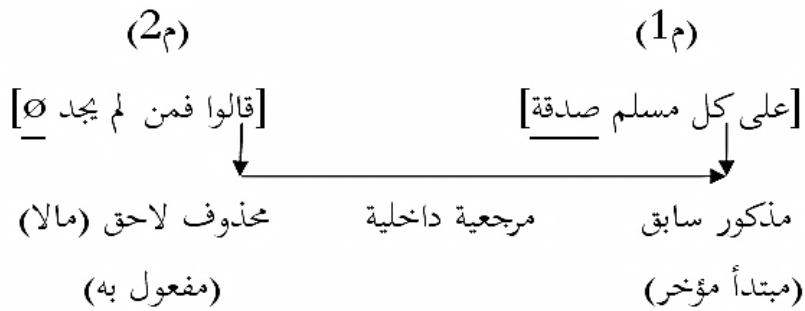 (م1) (م2)
[على كل مسلم صدقة] [قالوا فمن لم يجد ∅]
مذكور سابق مرجعية داخلية محذوف لاحق (مالا)
(مبتدأ مؤخر) (مفعول به)